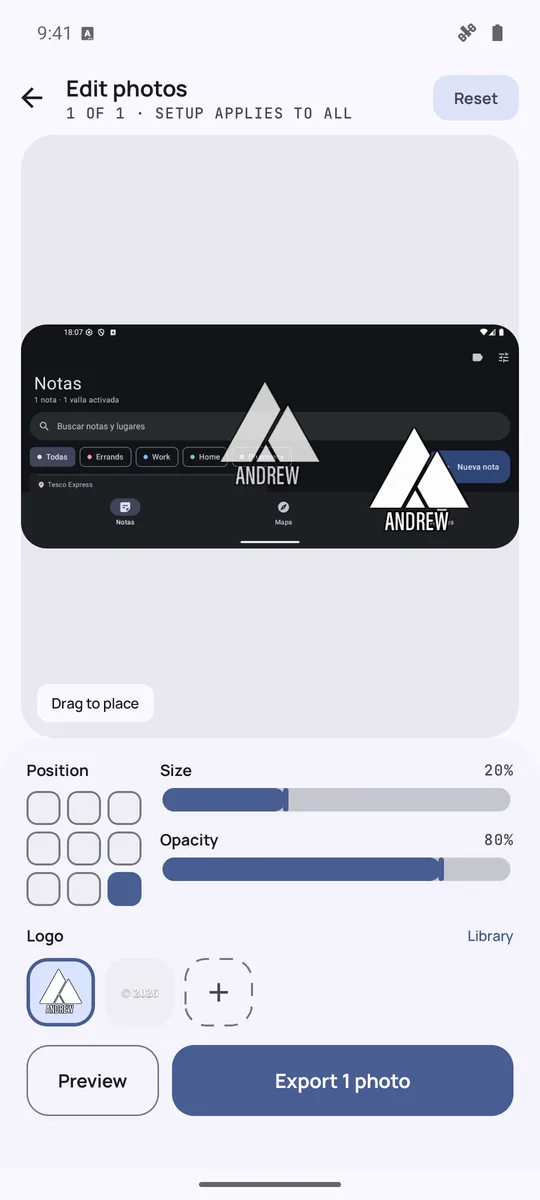 9:41
Edit photos
1 OF 1 · SETUP APPLIES TO ALL
Reset
18:07
Notas
1 nota · 1 valla activada
Buscar notas y lugares
Todas
Errands
Work
Home
Tesco Express
Nueva nota
ANDREW
ANDREW
Notas
Mapa
Drag to place
Position
Size
20%
Opacity
80%
Logo
Library
ANDREW
© 2026
+
Preview
Export 1 photo